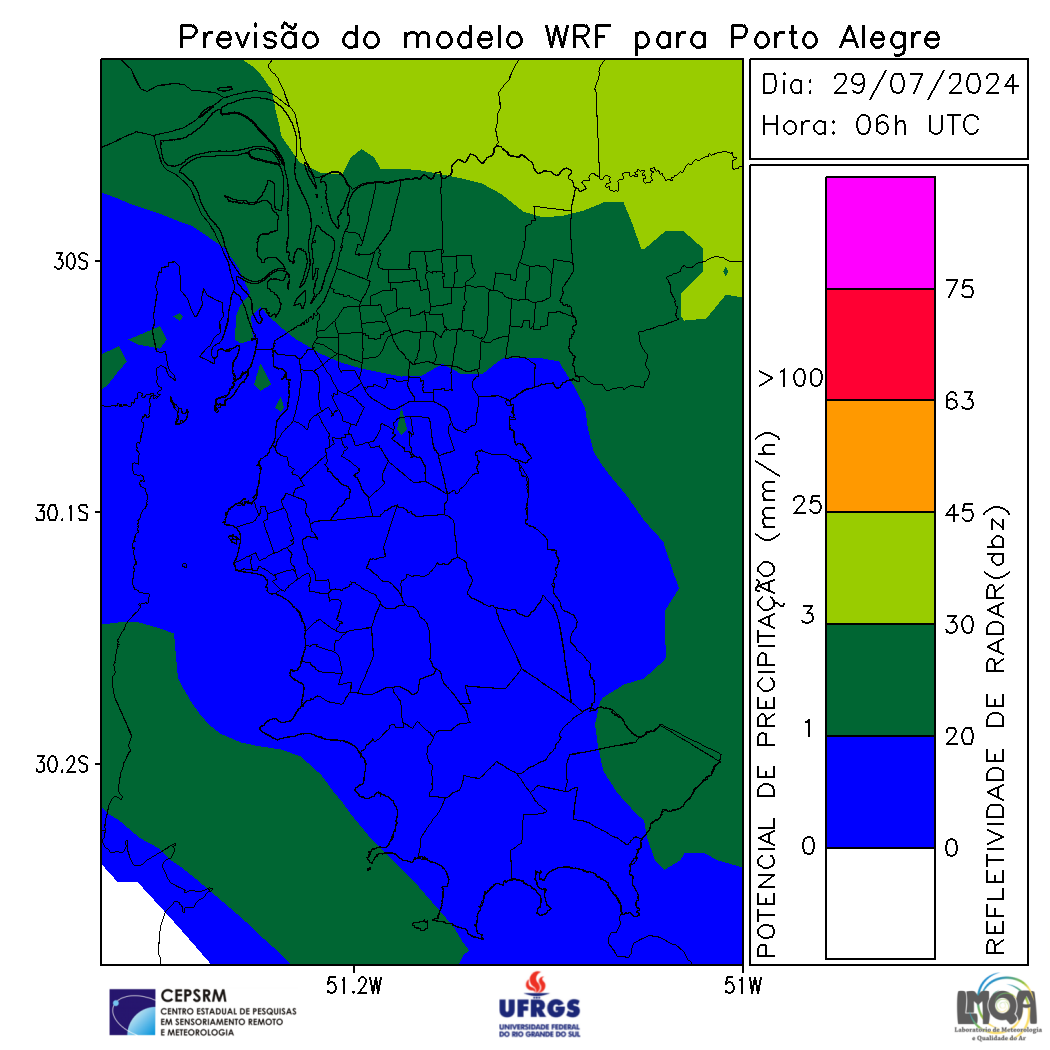 Previsão do modelo WRF para Porto Alegre
Dia: 29/07/2024
Hora: 06h UTC
30S
30.1S
30.2S
51.2W
51W
POTENCIAL DE PRECIPITAÇÃO (mm/h)
>100
25
3
1
0
75
63
45
30
20
0
REFLETIVIDADE DE RADAR(dbz)
CEPSRM
CENTRO ESTADUAL DE PESQUISAS
EM SENSORIAMENTO REMOTO
E METEOROLOGIA
UFRGS
UNIVERSIDADE FEDERAL
DO RIO GRANDE DO SUL
LMQA
Laboratório de Meteorologia
e Qualidade do Ar